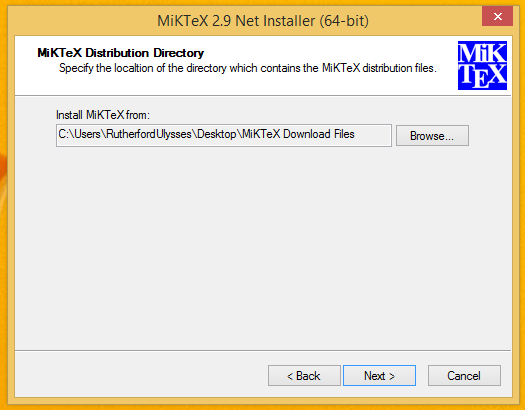 MiKTeX 2.9 Net Installer (64-bit)
MiKTeX Distribution Directory
Specify the localtion of the directory which contains the MiKTeX distribution files.
MiK
TEX
Install MiKTeX from:
C:\Users\RutherfordUlysses\Desktop\MiKTeX Download Files
Browse...
< Back
Next >
Cancel